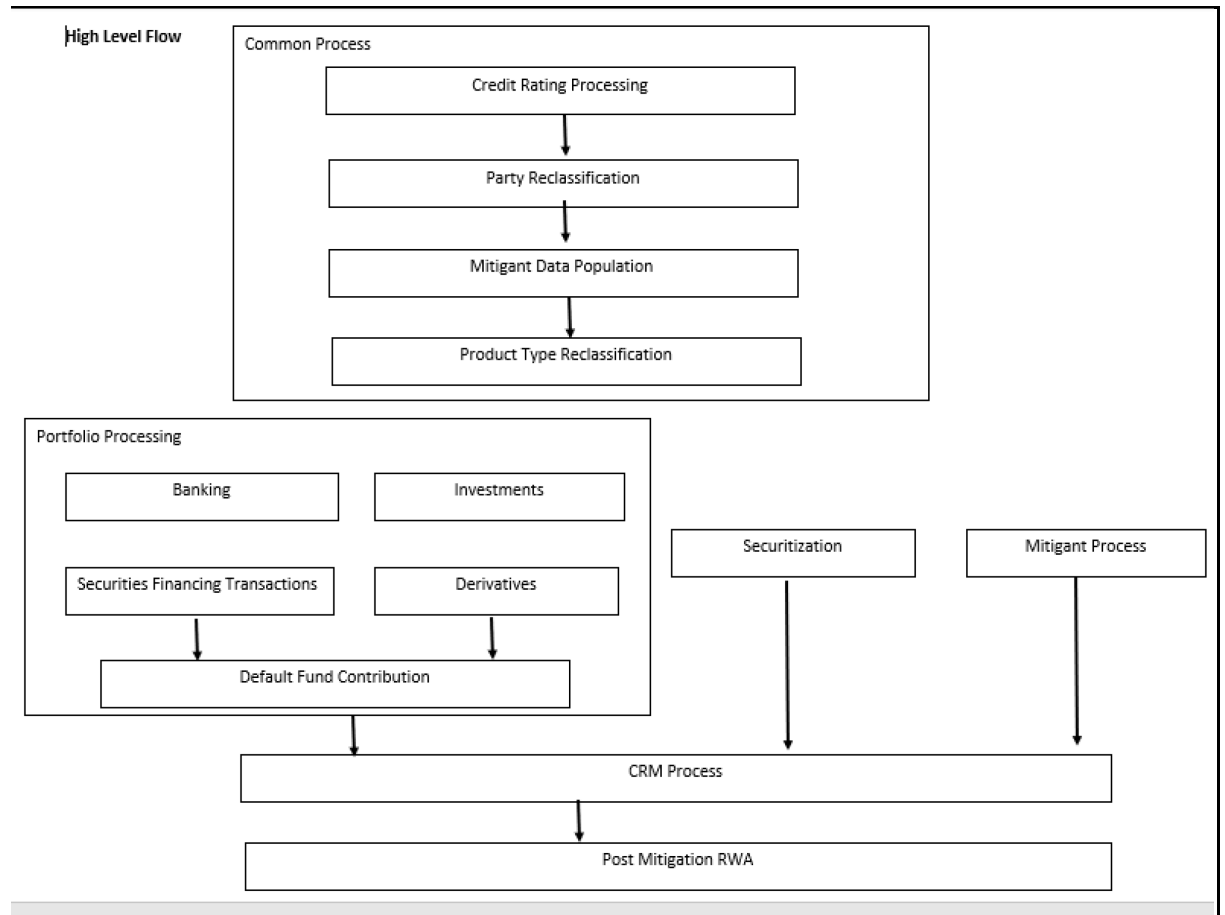 High Level Flow
Common Process
Credit Rating Processing
Party Reclassification
Mitigant Data Population
Product Type Reclassification
Portfolio Processing
Banking
Investments
Securitization
Mitigant Process
Securities Financing Transactions
Derivatives
Default Fund Contribution
CRM Process
Post Mitigation RWA